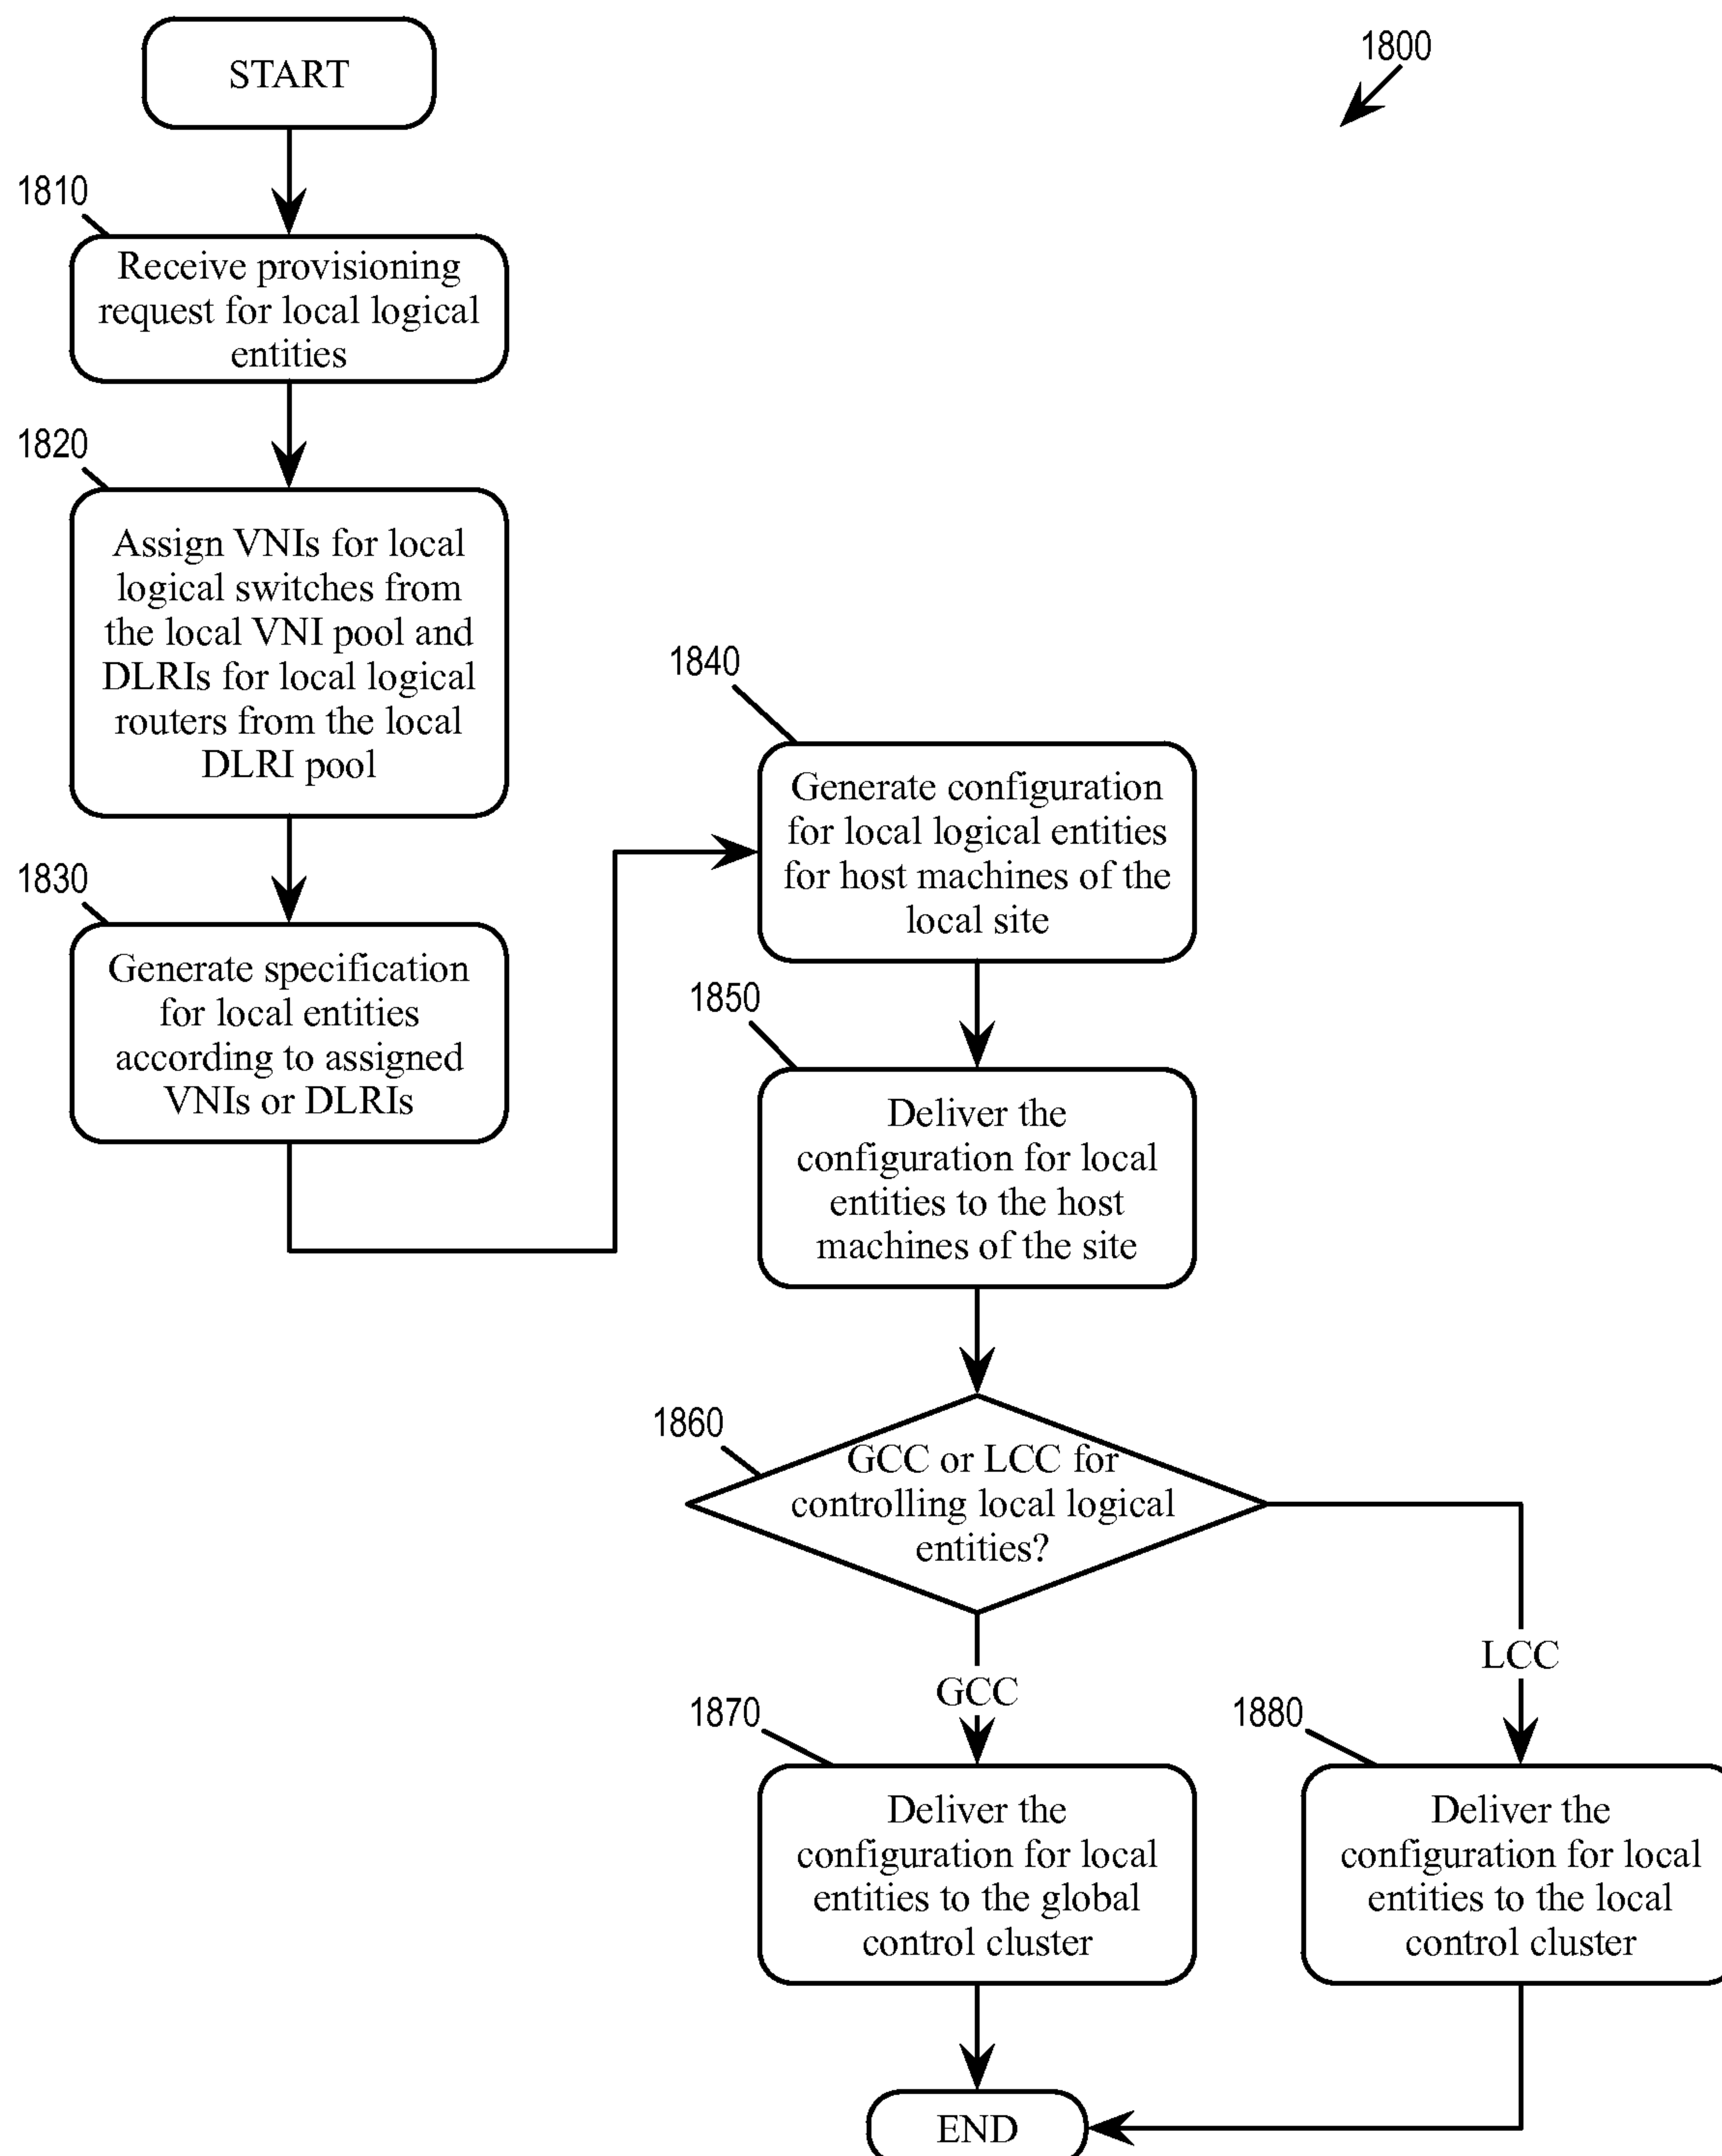 START
1800
1810
Receive provisioning
request for local logical
entities
1820
Assign VNIs for local
logical switches from
the local VNI pool and
DLRIs for local logical
routers from the local
DLRI pool
1830
Generate specification
for local entities
according to assigned
VNIs or DLRIs
1840
Generate configuration
for local logical entities
for host machines of the
local site
1850
Deliver the
configuration for local
entities to the host
machines of the site
1860
GCC or LCC for
controlling local logical
entities?
GCC
LCC
1870
Deliver the
configuration for local
entities to the global
control cluster
1880
Deliver the
configuration for local
entities to the local
control cluster
END